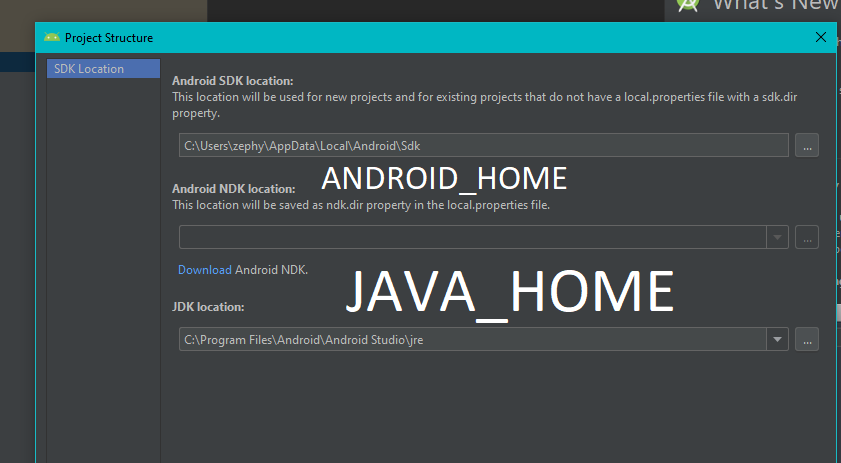 What's New
Project Structure
SDK Location
Android SDK location:
This location will be used for new projects and for existing projects that do not have a local.properties file with a sdk.dir
property.
C:\Users\zephy\AppData\Local\Android\Sdk
...
ANDROID_HOME
Android NDK location:
This location will be saved as ndk.dir property in the local.properties file.
...
Download Android NDK.
JAVA_HOME
JDK location:
C:\Program Files\Android\Android Studio\jre
...